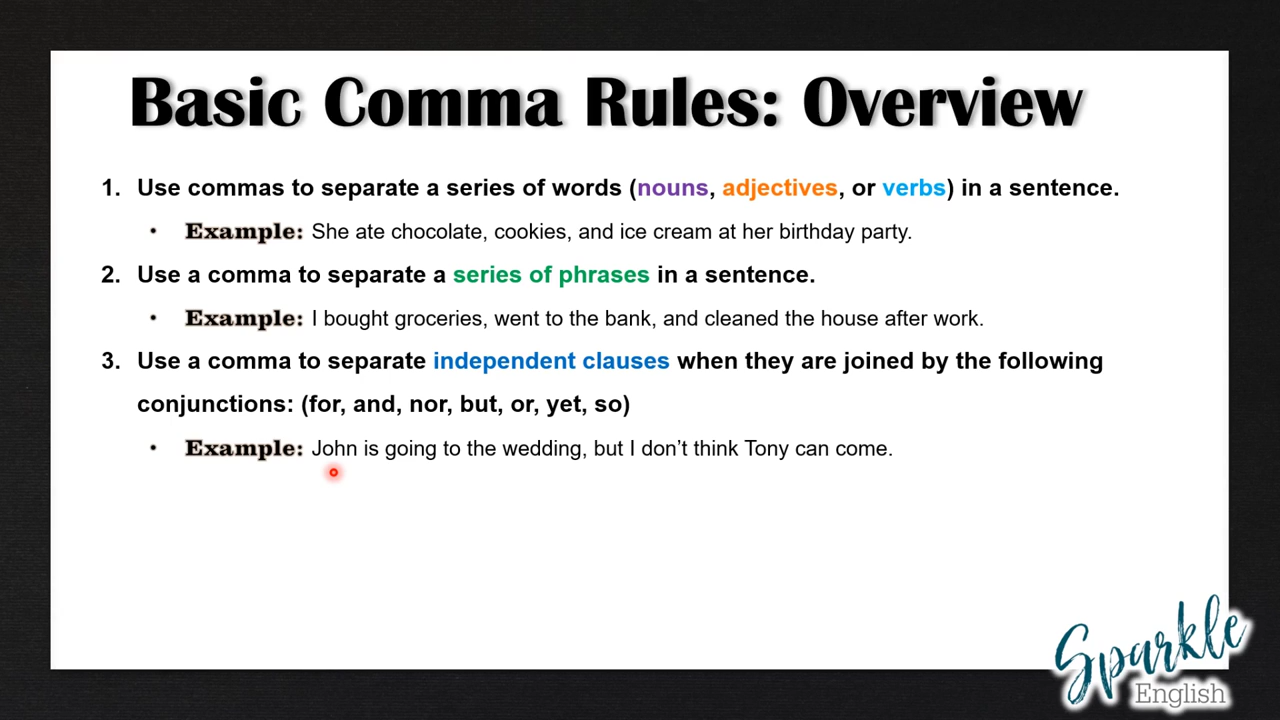 Basic Comma Rules: Overview
1. Use commas to separate a series of words (nouns, adjectives, or verbs) in a sentence.
• Example: She ate chocolate, cookies, and ice cream at her birthday party.
2. Use a comma to separate a series of phrases in a sentence.
• Example: I bought groceries, went to the bank, and cleaned the house after work.
3. Use a comma to separate independent clauses when they are joined by the following
conjunctions: (for, and, nor, but, or, yet, so)
• Example: John is going to the wedding, but I don’t think Tony can come.
Sparkle
English